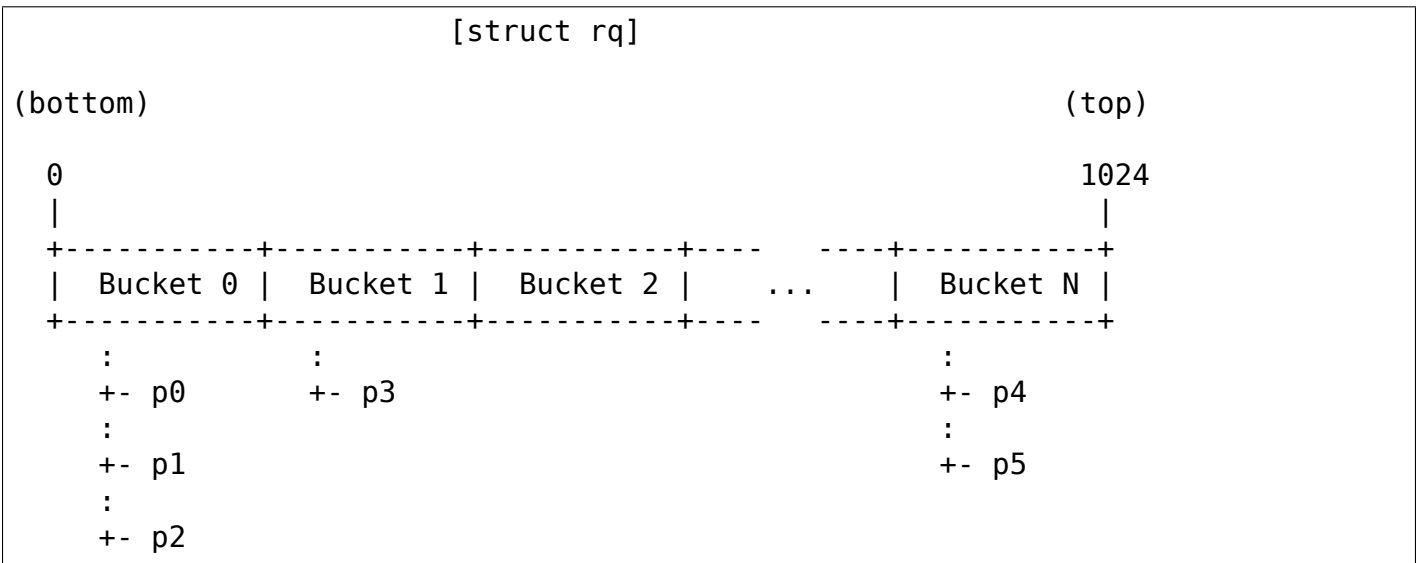 [struct rq]
(bottom) (top)
0 1024
| |
+-----------+-----------+-----------+---- ----+-----------+
| Bucket 0 | Bucket 1 | Bucket 2 | ... | Bucket N |
+-----------+-----------+-----------+---- ----+-----------+
: : :
+- p0 +- p3 +- p4
: :
+- p1 +- p5
:
+- p2